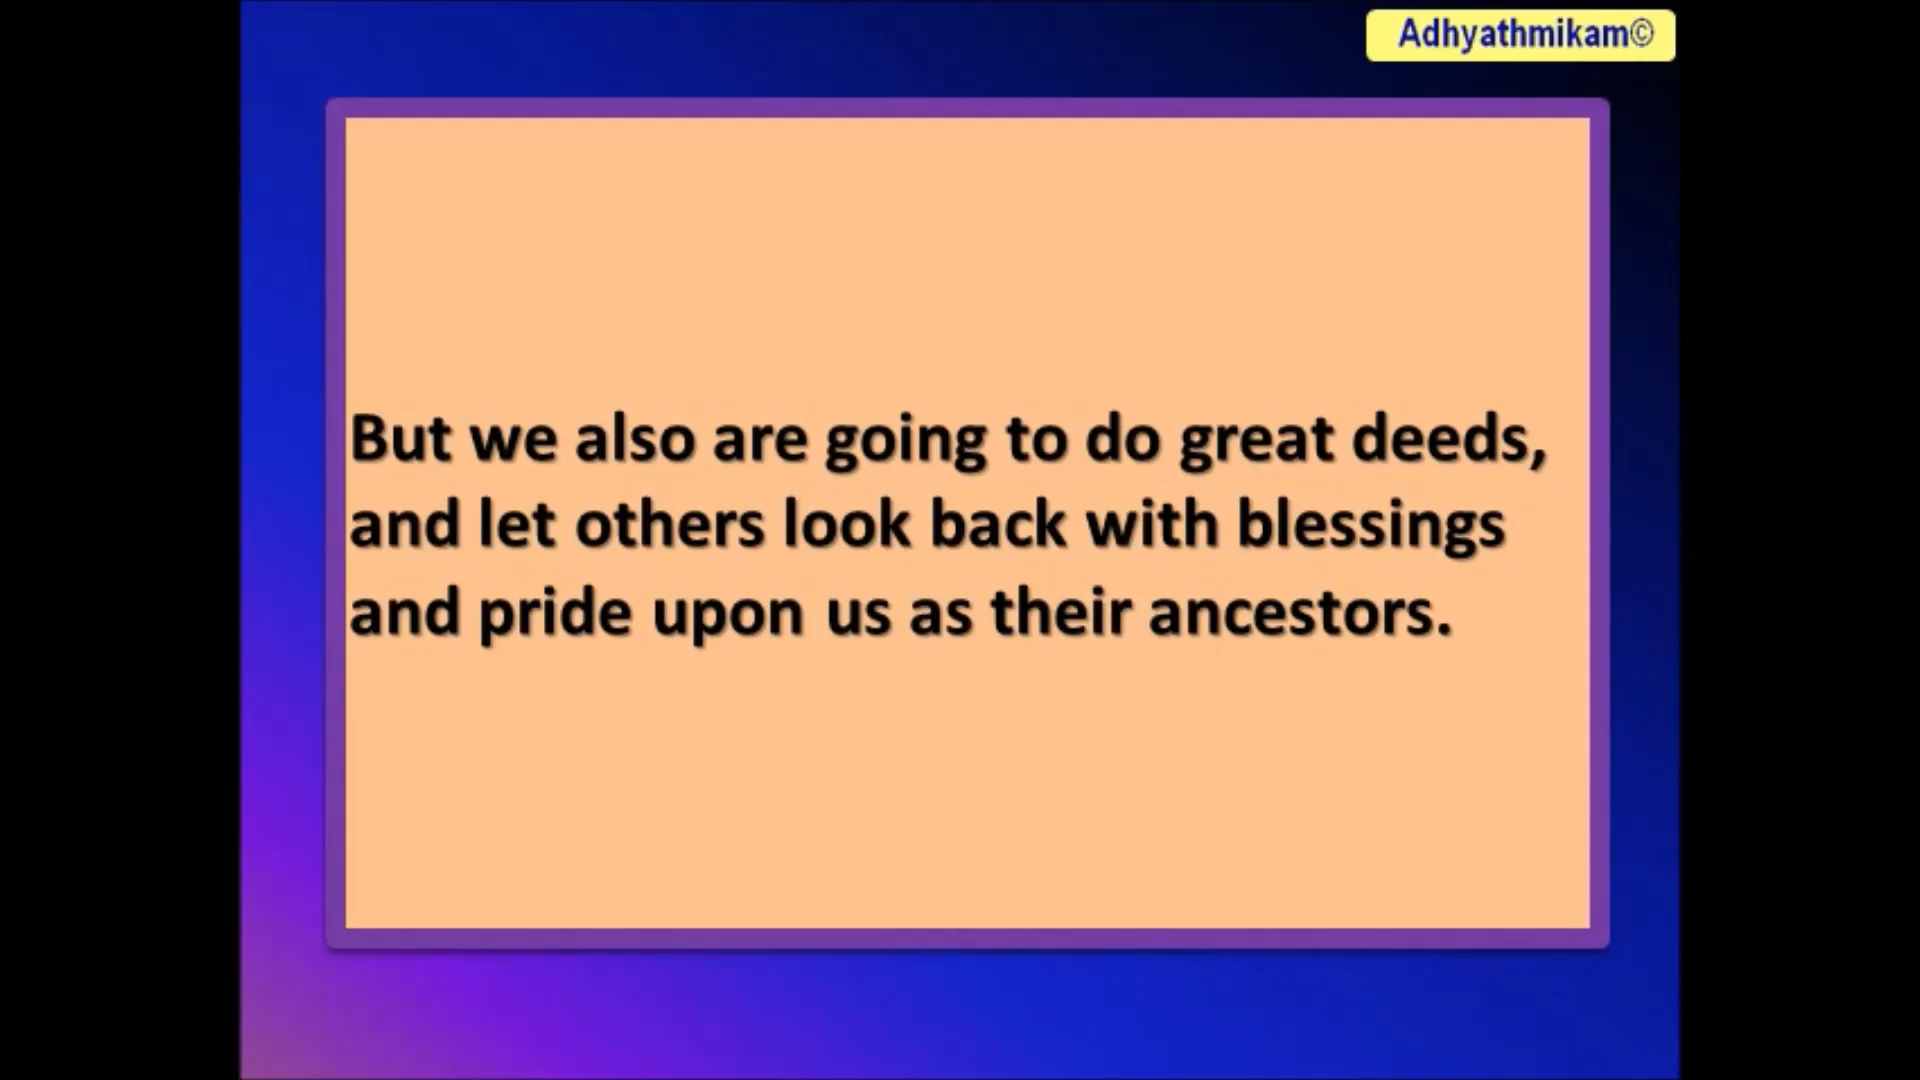 Adhyathmikam©
But we also are going to do great deeds,
and let others look back with blessings
and pride upon us as their ancestors.